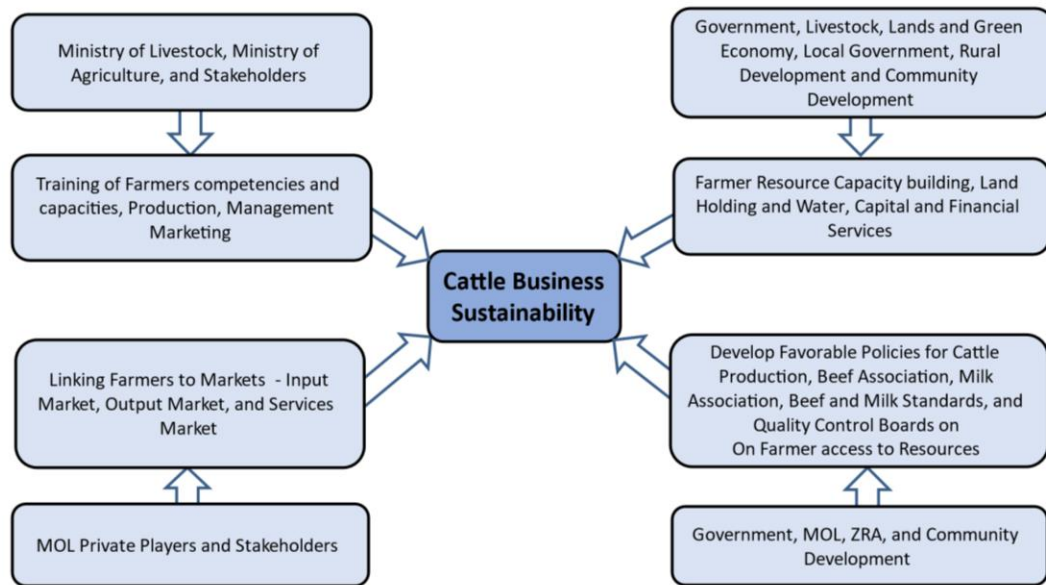 Ministry of Livestock, Ministry of
Agriculture, and Stakeholders
Government, Livestock, Lands and Green
Economy, Local Government, Rural
Development and Community
Development
Training of Farmers competencies and
capacities, Production, Management
Marketing
Farmer Resource Capacity building, Land
Holding and Water, Capital and Financial
Services
Cattle Business
Sustainability
Linking Farmers to Markets - Input
Market, Output Market, and Services
Market
Develop Favorable Policies for Cattle
Production, Beef Association, Milk
Association, Beef and Milk Standards, and
Quality Control Boards on
On Farmer access to Resources
MOL Private Players and Stakeholders
Government, MOL, ZRA, and Community
Development